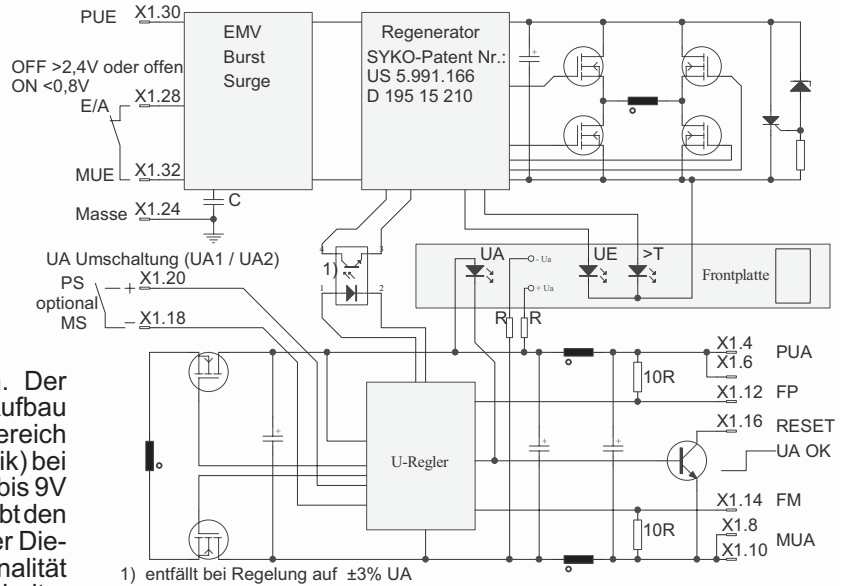 PUE X1.30
EMV
Burst
Surge
Regenerator
SYKO-Patent Nr.:
US 5.991.166
D 195 15 210
OFF >2,4V oder offen
ON <0,8V
X1.28
E/A
MUE X1.32
Masse X1.24
C
UA Umschaltung (UA1 / UA2)
PS + X1.20
optional
MS – X1.18
4 3
1)
1 2
UA
- Ua
+ Ua
UE >T
Frontplatte
R R
X1.4 PUA
X1.6
10R
X1.12 FP
X1.16 RESET
UA OK
U-Regler
X1.14 FM
10R
X1.8
MUA
X1.10
. Der
ufbau
ereich
ik) bei
bis 9V
bt den
er Die-
nalität
1) entfällt bei Regelung auf ±3% UA